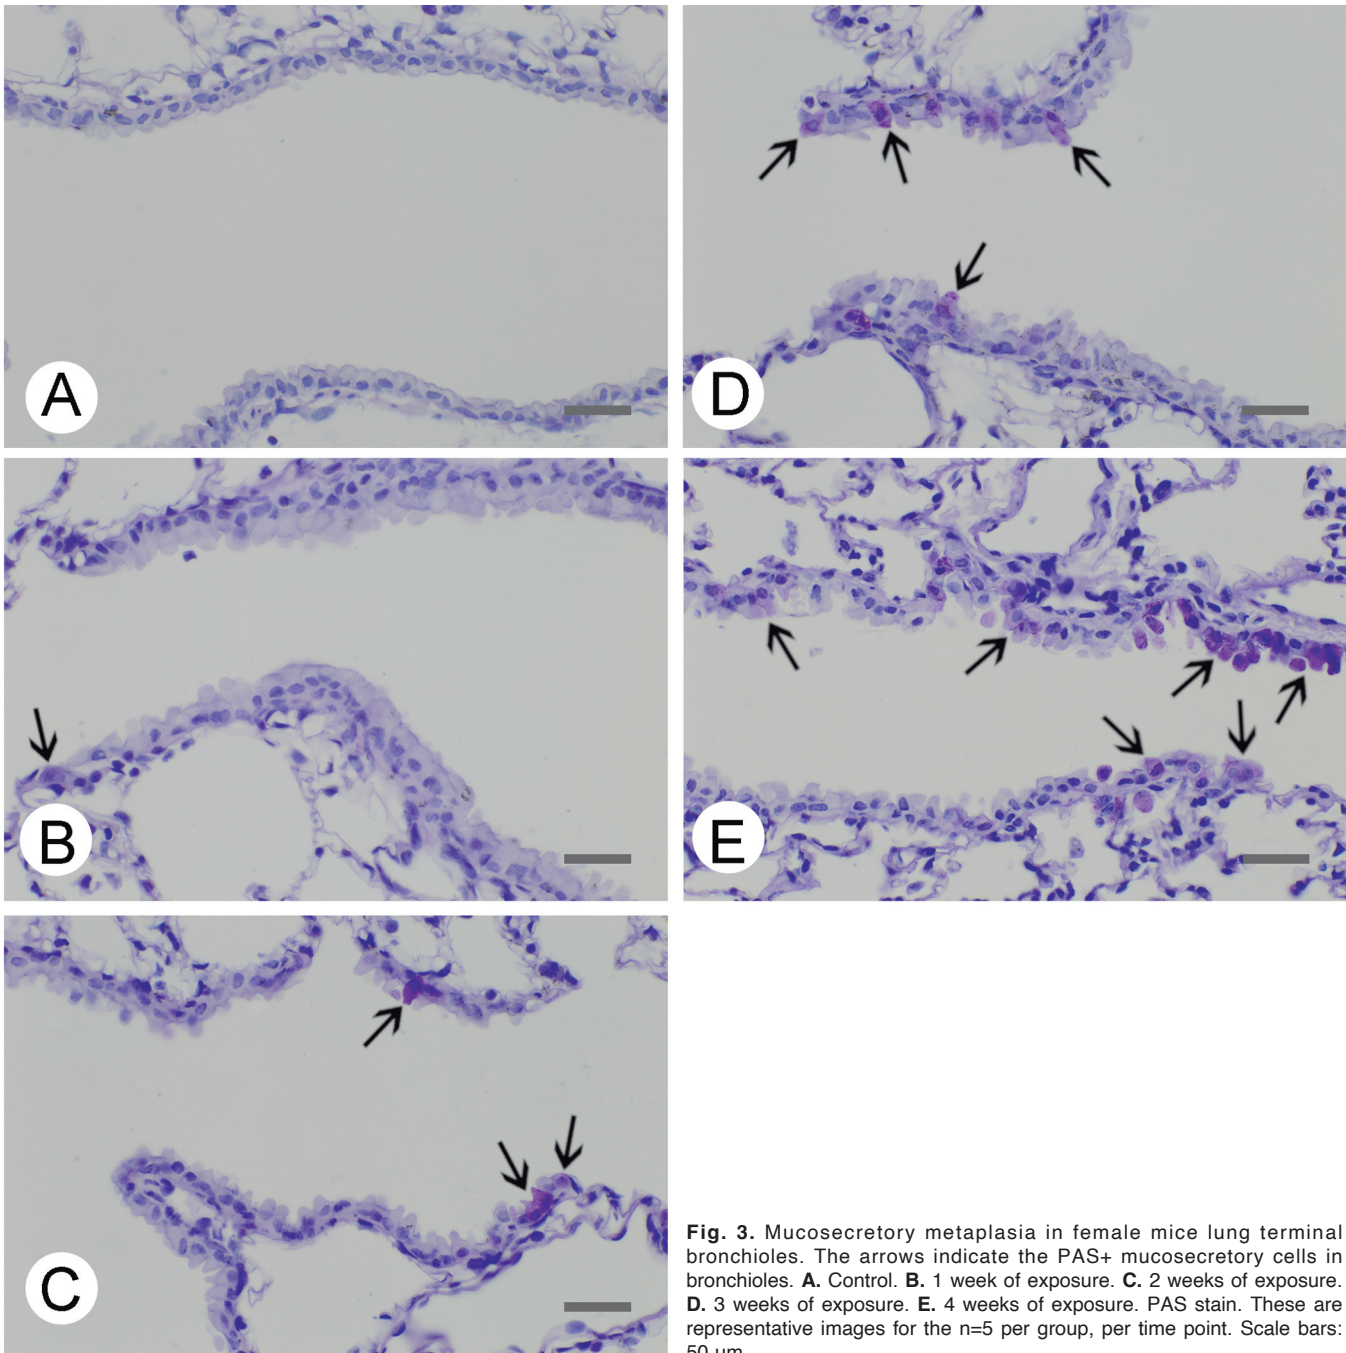 A
D
B
E
C
Fig. 3. Mucosecretory metaplasia in female mice lung terminal
bronchioles. The arrows indicate the PAS+ mucosecretory cells in
bronchioles. A. Control. B. 1 week of exposure. C. 2 weeks of exposure.
D. 3 weeks of exposure. E. 4 weeks of exposure. PAS stain. These are
representative images for the n=5 per group, per time point. Scale bars:
50 µm